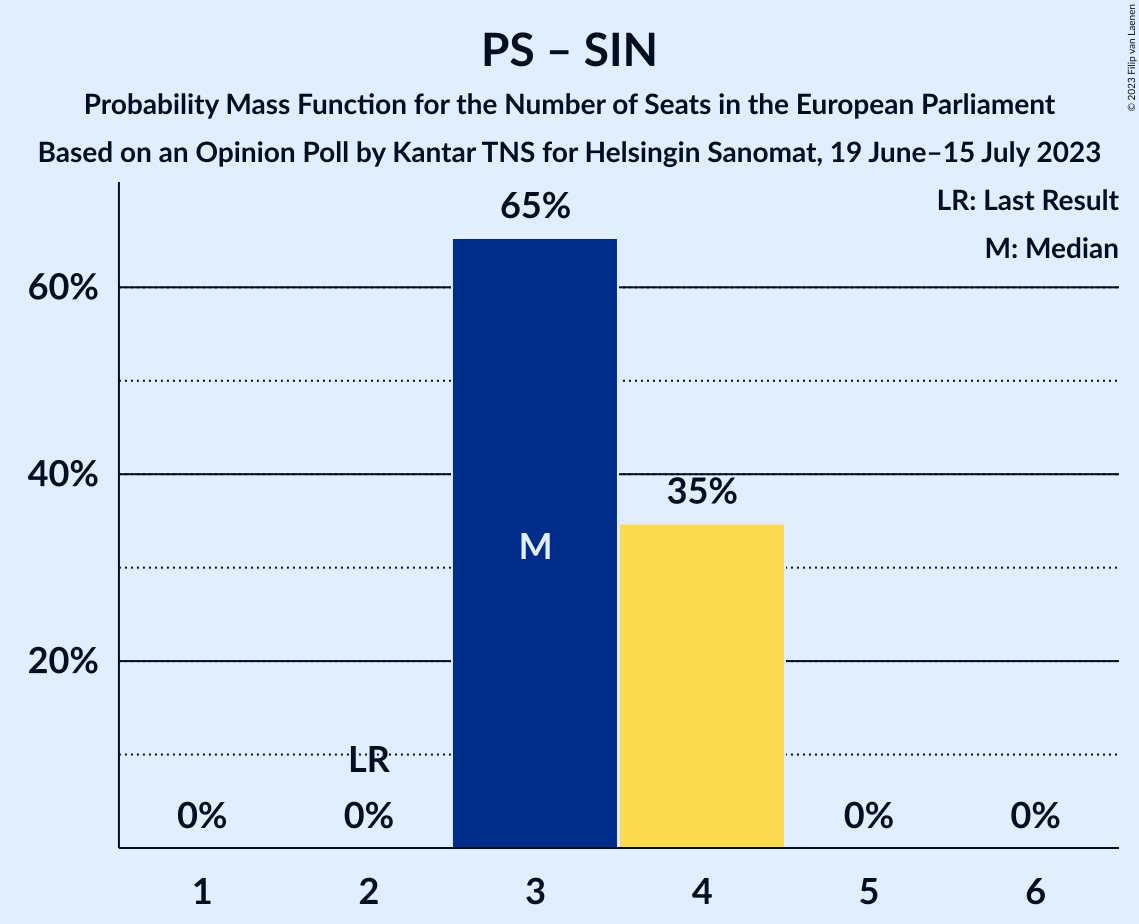 PS – SIN
Probability Mass Function for the Number of Seats in the European Parliament
Based on an Opinion Poll by Kantar TNS for Helsingin Sanomat, 19 June–15 July 2023
© 2023 Filip van Laenen
LR: Last Result
M: Median
65%
60%
40%
35%
M
20%
LR
0%
0%
0%
0%
1 2 3 4 5 6